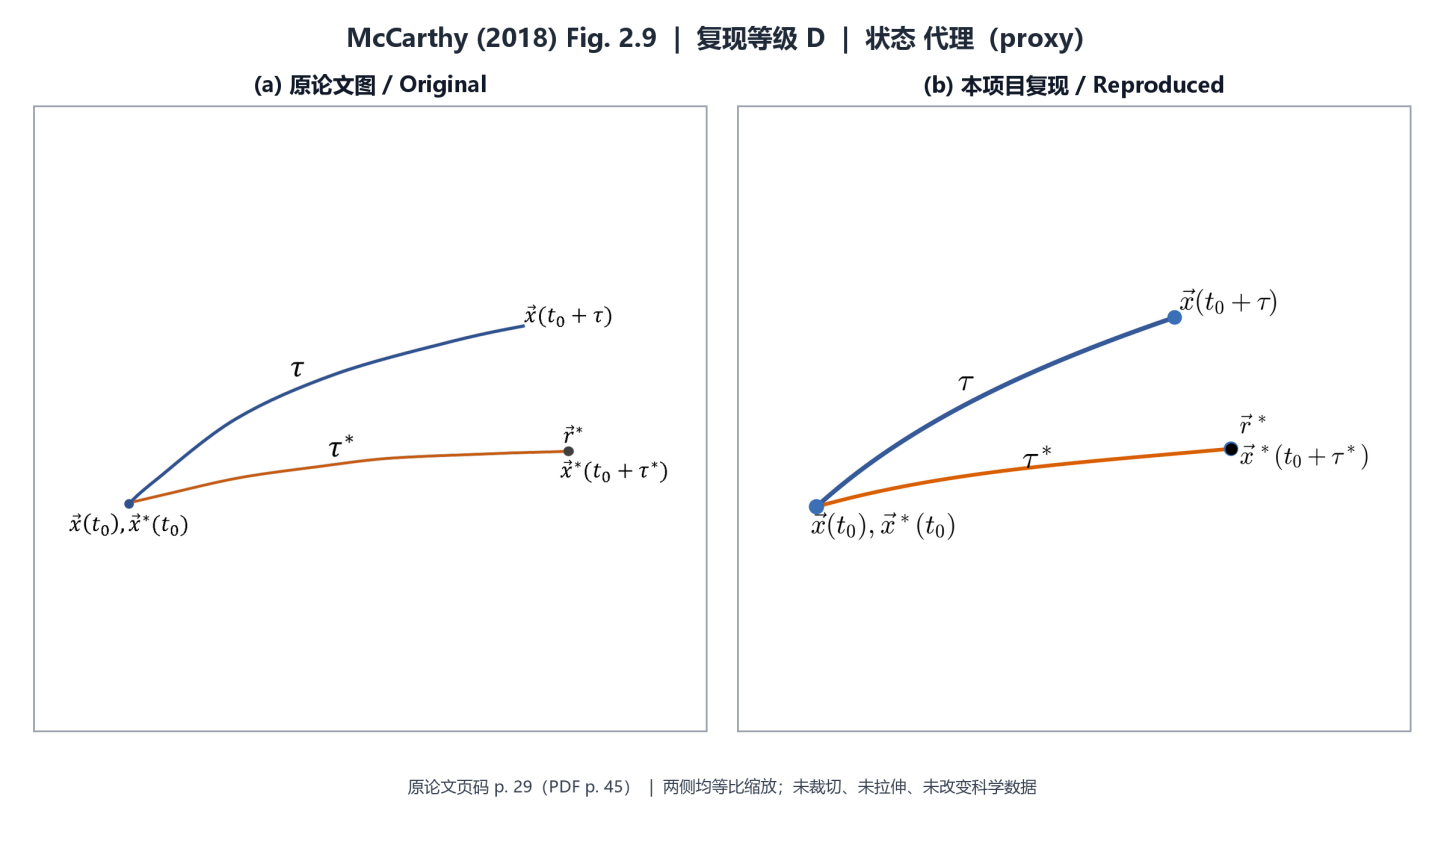 McCarthy (2018) Fig. 2.9 | 复现等级 D | 状态 代理（proxy）
(a) 原论文图 / Original
x⃗(t₀ + τ)
τ
τ*
r⃗*
x⃗*(t₀ + τ*)
x⃗(t₀), x⃗*(t₀)
(b) 本项目复现 / Reproduced
x⃗(t₀ + τ)
τ
τ*
r⃗*
x⃗*(t₀ + τ*)
x⃗(t₀), x⃗*(t₀)
原论文页码 p. 29（PDF p. 45） | 两侧均等比缩放；未裁切、未拉伸、未改变科学数据